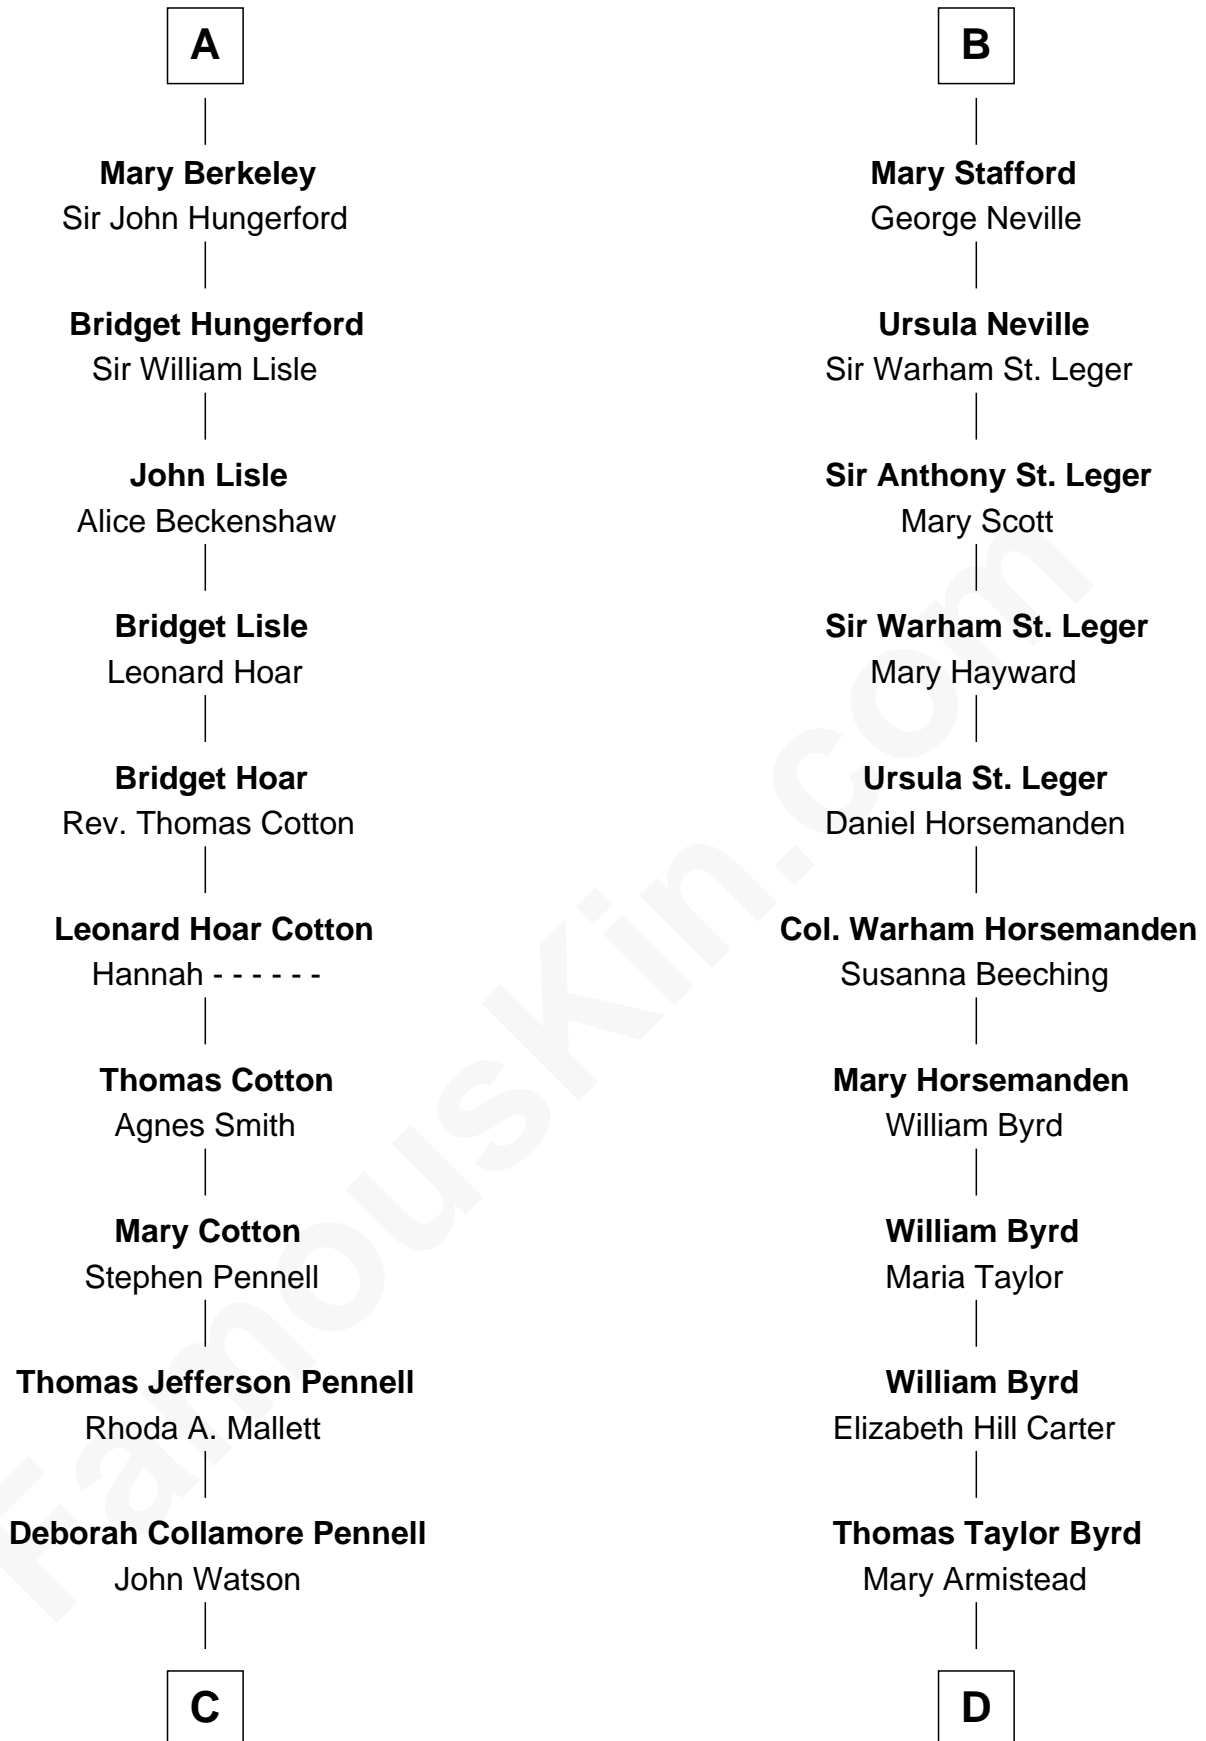 A
Mary Berkeley
Sir John Hungerford
Bridget Hungerford
Sir William Lisle
John Lisle
Alice Beckenshaw
Bridget Lisle
Leonard Hoar
Bridget Hoar
Rev. Thomas Cotton
Leonard Hoar Cotton
Hannah - - - - - -
Thomas Cotton
Agnes Smith
Mary Cotton
Stephen Pennell
Thomas Jefferson Pennell
Rhoda A. Mallett
Deborah Collamore Pennell
John Watson
C
B
Mary Stafford
George Neville
Ursula Neville
Sir Warham St. Leger
Sir Anthony St. Leger
Mary Scott
Sir Warham St. Leger
Mary Hayward
Ursula St. Leger
Daniel Horsemanden
Col. Warham Horsemanden
Susanna Beeching
Mary Horsemanden
William Byrd
William Byrd
Maria Taylor
William Byrd
Elizabeth Hill Carter
Thomas Taylor Byrd
Mary Armistead
D
FamousKin.com